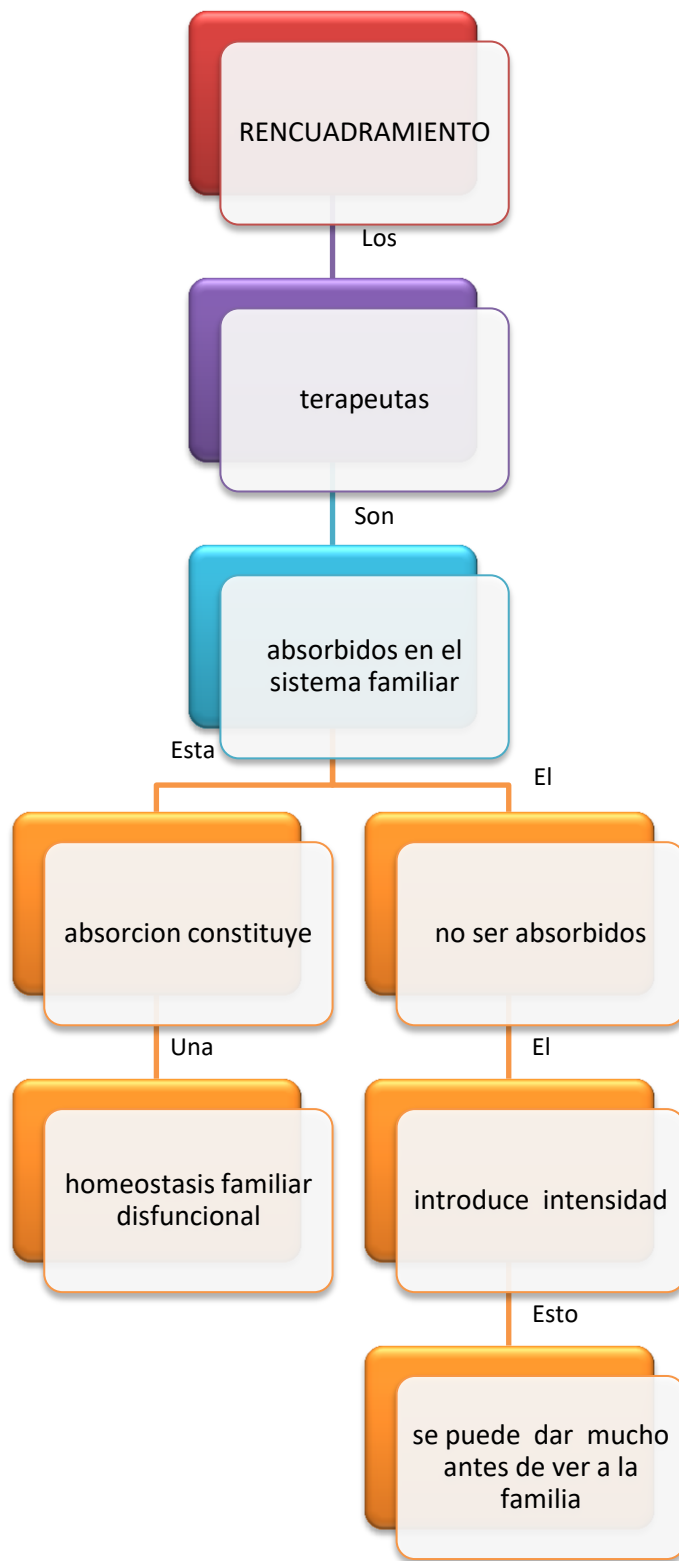 RENCUADRAMIENTO
Los
terapeutas
Son
absorbidos en el
sistema familiar
Esta
El
absorcion constituye
no ser absorbidos
Una
El
homeostasis familiar
disfuncional
introduce  intensidad
Esto
se puede  dar  mucho
antes de ver a la
familia